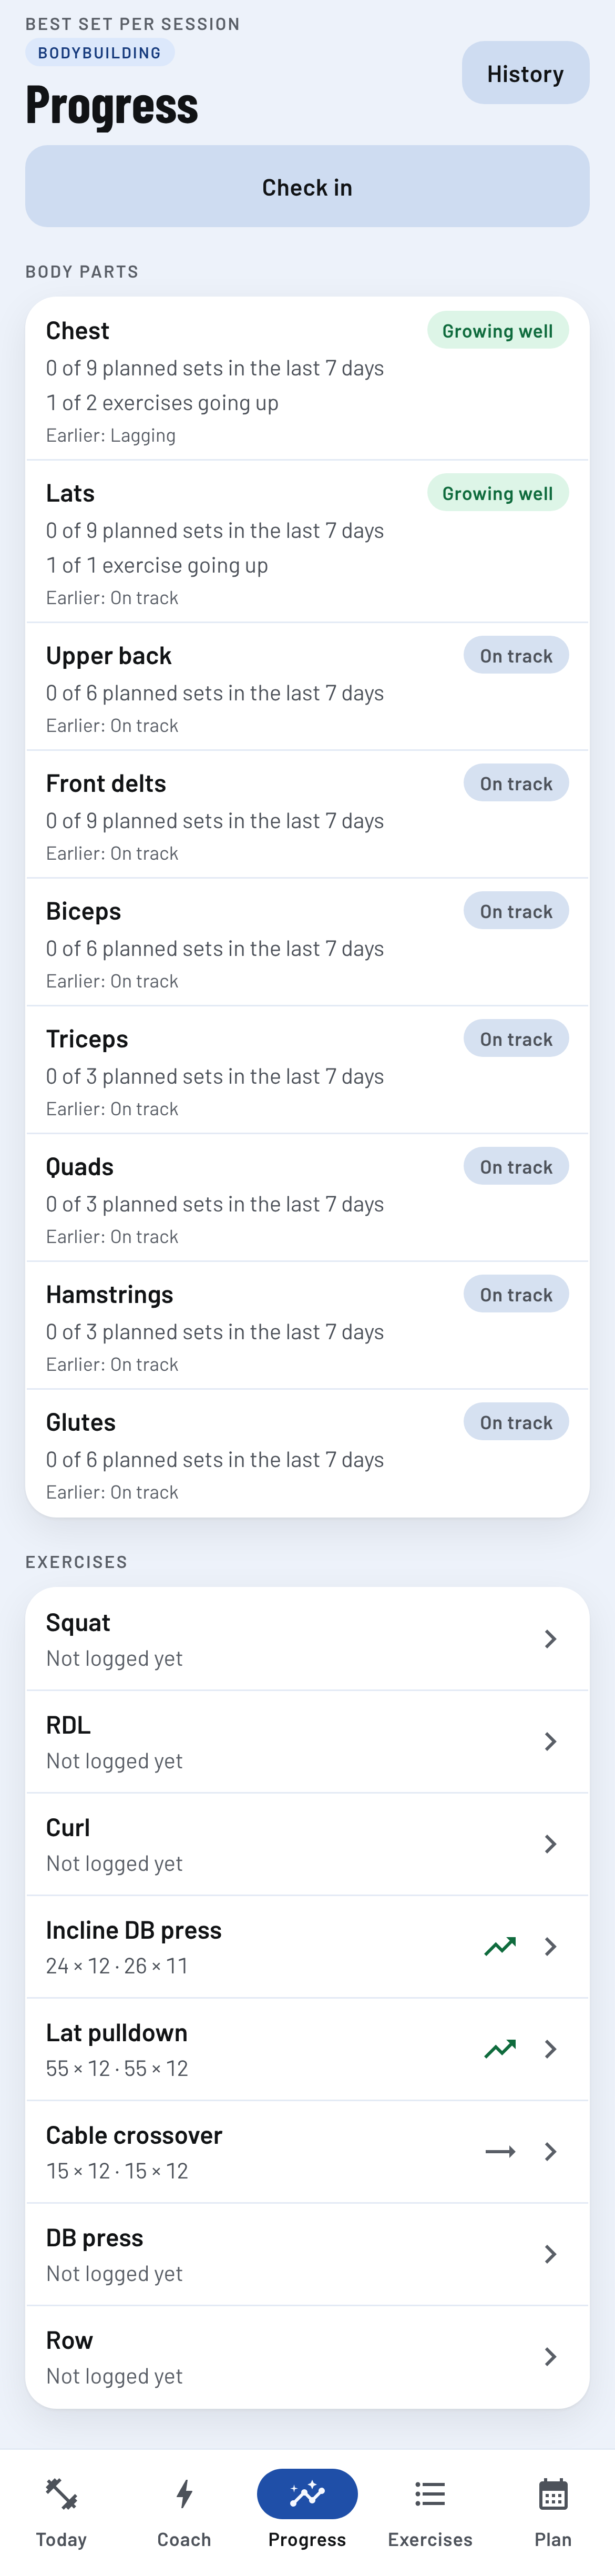 BEST SET PER SESSION
BODYBUILDING
Progress
History
Check in
BODY PARTS
Chest
Growing well
0 of 9 planned sets in the last 7 days
1 of 2 exercises going up
Earlier: Lagging
Lats
Growing well
0 of 9 planned sets in the last 7 days
1 of 1 exercise going up
Earlier: On track
Upper back
On track
0 of 6 planned sets in the last 7 days
Earlier: On track
Front delts
On track
0 of 9 planned sets in the last 7 days
Earlier: On track
Biceps
On track
0 of 6 planned sets in the last 7 days
Earlier: On track
Triceps
On track
0 of 3 planned sets in the last 7 days
Earlier: On track
Quads
On track
0 of 3 planned sets in the last 7 days
Earlier: On track
Hamstrings
On track
0 of 3 planned sets in the last 7 days
Earlier: On track
Glutes
On track
0 of 6 planned sets in the last 7 days
Earlier: On track
EXERCISES
Squat
Not logged yet
RDL
Not logged yet
Curl
Not logged yet
Incline DB press
24 × 12 · 26 × 11
Lat pulldown
55 × 12 · 55 × 12
Cable crossover
15 × 12 · 15 × 12
DB press
Not logged yet
Row
Not logged yet
Today
Coach
Progress
Exercises
Plan